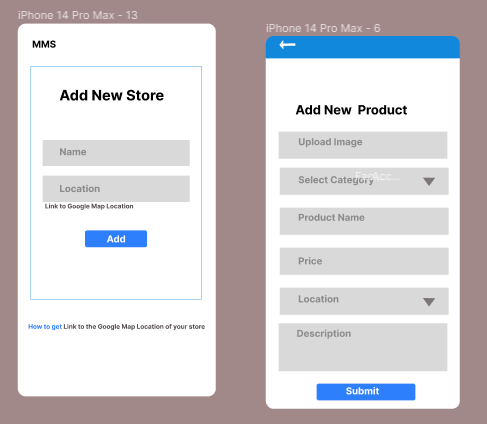 iPhone 14 Pro Max - 13
MMS
Add New Store
Name
Location
Link to Google Map Location
Add
How to get Link to the Google Map Location of your store
iPhone 14 Pro Max - 6
Add New Product
Upload Image
Select Category
Product Name
Price
Location
Description
Submit